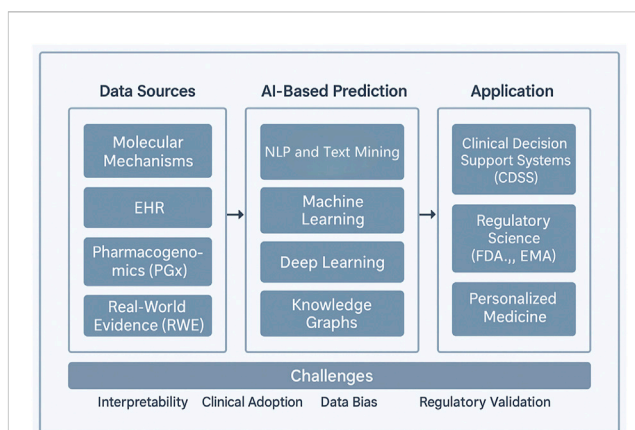 Data Sources
Molecular
Mechanisms
EHR
Pharmacogeno-
mics (PGx)
Real-World
Evidence (RWE)
AI-Based Prediction
NLP and Text Mining
Machine
Learning
Deep Learning
Knowledge
Graphs
Application
Clinical Decision
Support Systems
(CDSS)
Regulatory
Science
(FDA.,, EMA)
Personalized
Medicine
Challenges
Interpretability Clinical Adoption Data Bias Regulatory Validation